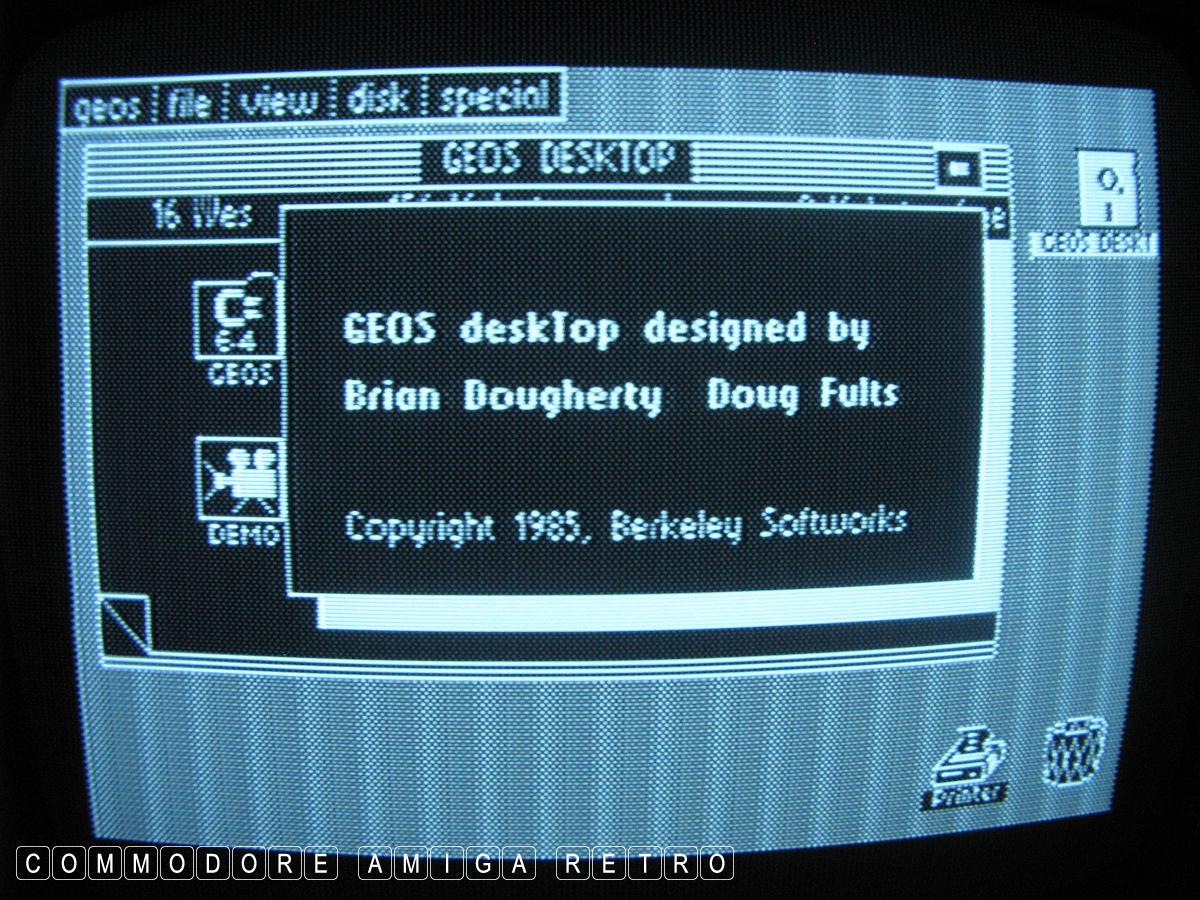 geos file view disk special
GEOS DESKTOP
16 files
GEOS DESKT
C=
64
GEOS
GEOS deskTop designed by
Brian Dougherty Doug Fults
DEMO
Copyright 1985, Berkeley Softworks
Printer
COMMODORE AMIGA RETRO